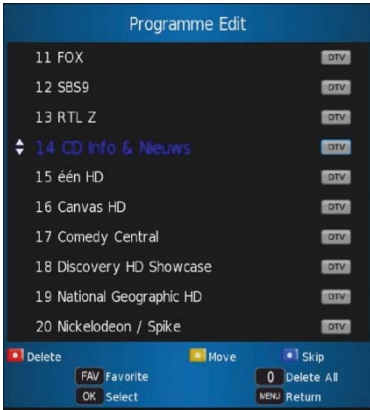 Programme Edit
11 FOX DTV
12 SBS9 DTV
13 RTL Z DTV
14 CD Info & Nieuws DTV
15 één HD DTV
16 Canvas HD DTV
17 Comedy Central DTV
18 Discovery HD Showcase DTV
19 National Geographic HD DTV
20 Nickelodeon / Spike DTV
Delete Move Skip
FAV Favorite 0 Delete All
OK Select MENU Return